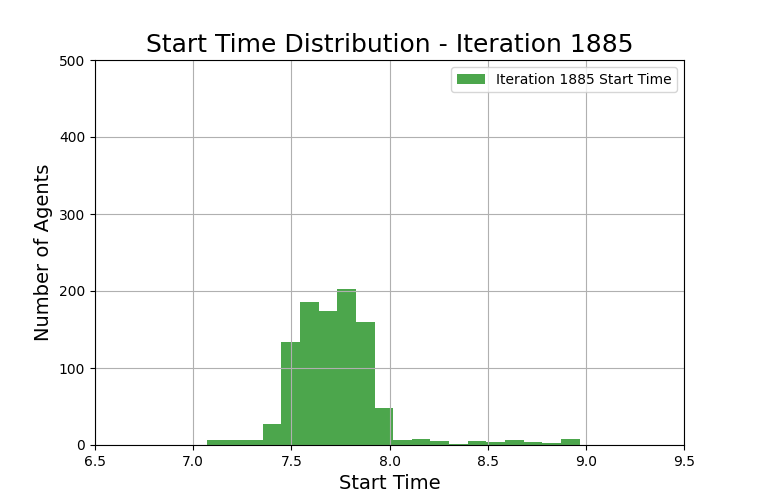 Start Time Distribution - Iteration 1885
Iteration 1885 Start Time
500
400
300
200
100
0
Number of Agents
6.5 7.0 7.5 8.0 8.5 9.0 9.5
Start Time